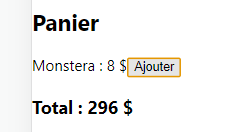 Panier
Monstera : 8 $ Ajouter
Total : 296 $